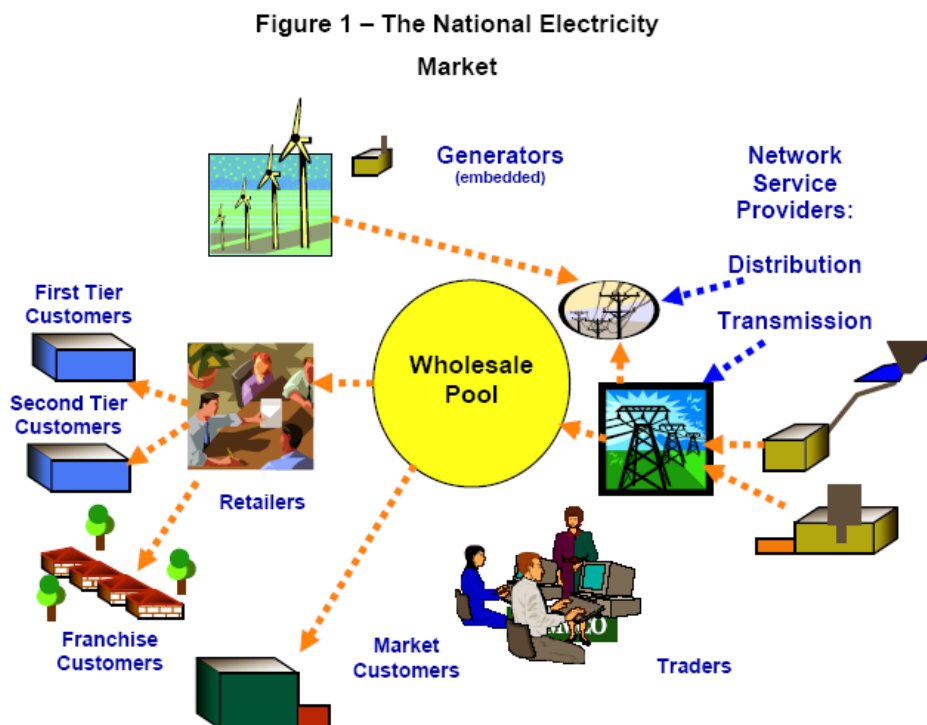 Figure 1 – The National Electricity
Market
Generators
(embedded)
Network
Service
Providers:
Distribution
Transmission
First Tier
Customers
Second Tier
Customers
Wholesale
Pool
Retailers
Franchise
Customers
Market
Customers
Traders